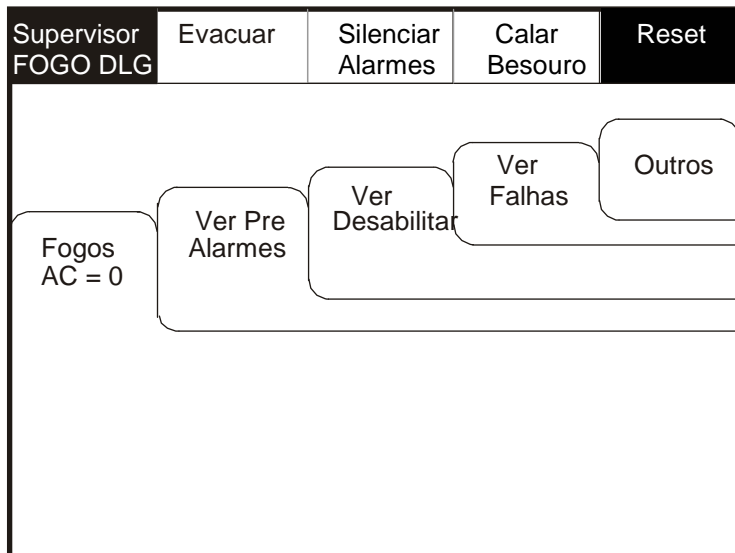 Supervisor
FOGO DLG
Evacuar
Silenciar
Alarmes
Calar
Besouro
Reset
Fogos
AC = 0
Ver Pre
Alarmes
Ver
Desabilitar
Ver
Falhas
Outros